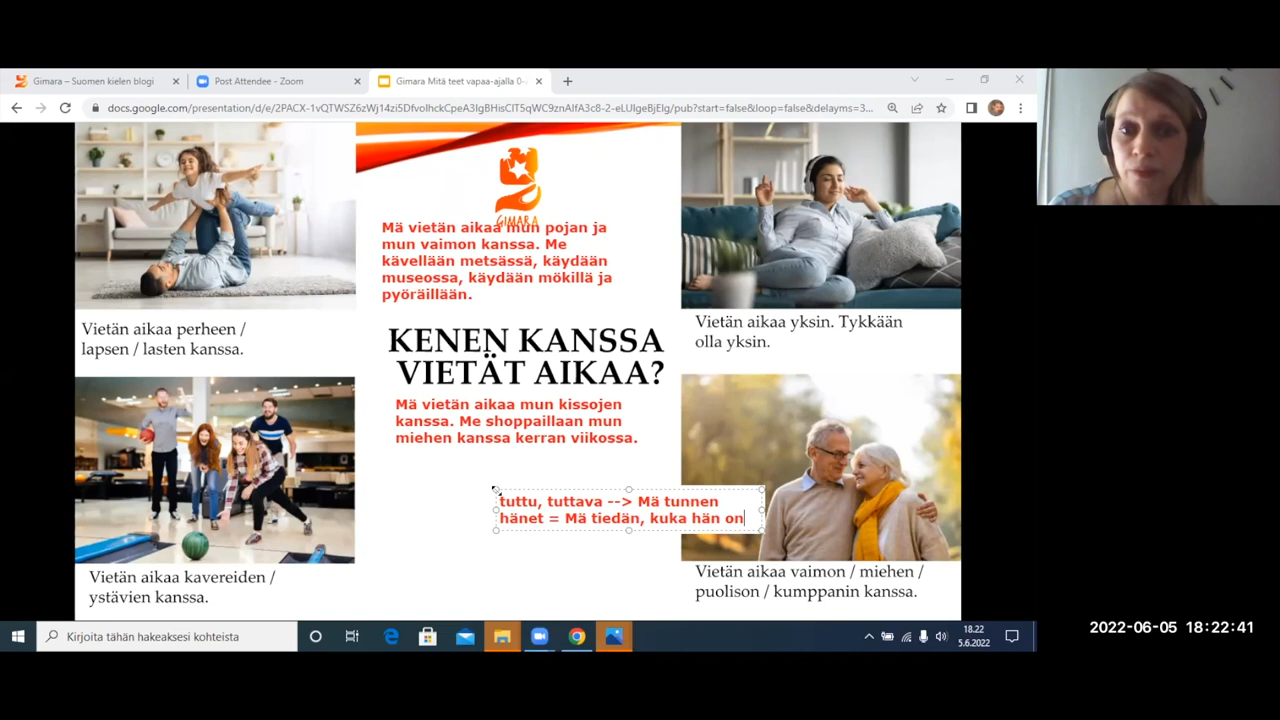 Gimara – Suomen kielen blogi
Post Attendee - Zoom
Gimara Mitä teet vapaa-ajalla 0-
docs.google.com/presentation/d/e/2PACX-1vQTWSZ6zWj14zi5DfvolhckCpeA3lgBHisClT5qWC9znAlfA3c8-2-eLUIgeBjElg/pub?start=false&loop=false&delayms=3...
GIMARA
Mä vietän aikaa mun pojan ja
mun vaimon kanssa. Me
kävellään metsässä, käydään
museossa, käydään mökillä ja
pyöräillään.
Vietän aikaa perheen /
lapsen / lasten kanssa.
Vietän aikaa yksin. Tykkään
olla yksin.
KENEN KANSSA
VIETÄT AIKAA?
Mä vietän aikaa mun kissojen
kanssa. Me shoppaillaan mun
miehen kanssa kerran viikossa.
tuttu, tuttava --> Mä tunnen
hänet = Mä tiedän, kuka hän on
Vietän aikaa kavereiden /
ystävien kanssa.
Vietän aikaa vaimon / miehen /
puolison / kumppanin kanssa.
Kirjoita tähän hakeaksesi kohteista
18.22
5.6.2022
2022-06-05 18:22:41